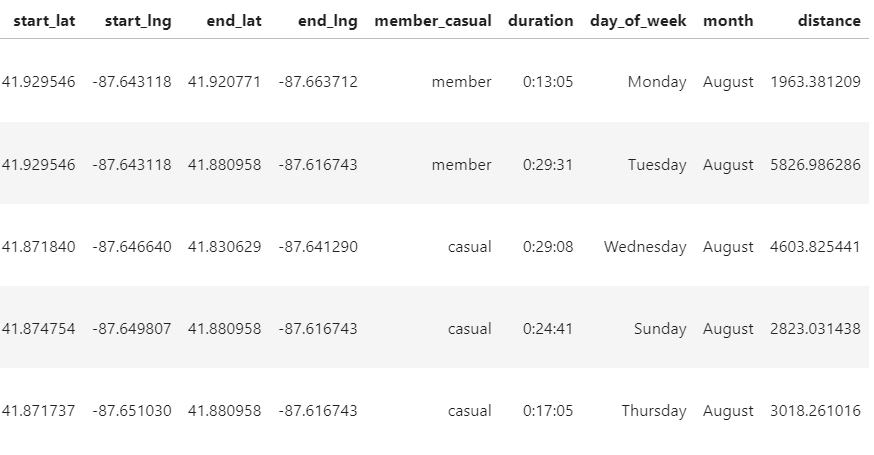 start_lat start_lng end_lat end_lng member_casual duration day_of_week month distance
41.929546 -87.643118 41.920771 -87.663712 member 0:13:05 Monday August 1963.381209
41.929546 -87.643118 41.880958 -87.616743 member 0:29:31 Tuesday August 5826.986286
41.871840 -87.646640 41.830629 -87.641290 casual 0:29:08 Wednesday August 4603.825441
41.874754 -87.649807 41.880958 -87.616743 casual 0:24:41 Sunday August 2823.031438
41.871737 -87.651030 41.880958 -87.616743 casual 0:17:05 Thursday August 3018.261016